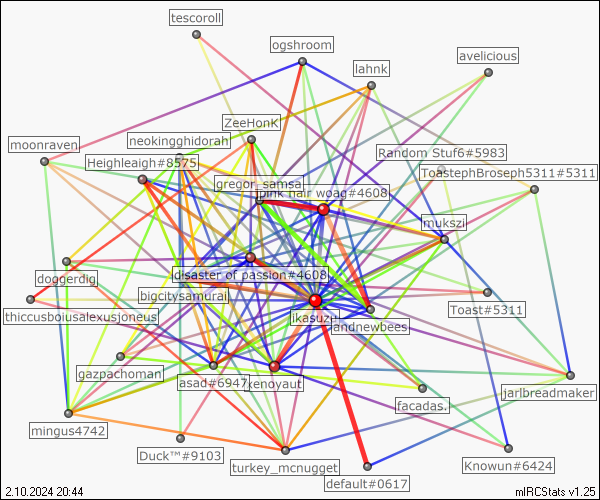 tescoroll
ogshroom
avelicious
lahnk
ZeeHonK
moonraven
neokingghidorah
Random Stuf6#5983
Heighleaigh#8575
ToastephBroseph5311#5311
gregor_samsa
pink hair woag#4608
mukszi
doggerdig
disaster of passion#4608
bigcitysamurai
thiccusboiusalexusjoneus
Toast#5311
ikasuze
andnewbees
gazpachoman
asad#6947
xenoyaut
facadas.
jarlbreadmaker
mingus4742
Duck™#9103
turkey_mcnugget
Knowun#6424
default#0617
2.10.2024 20:44
mIRCStats v1.25